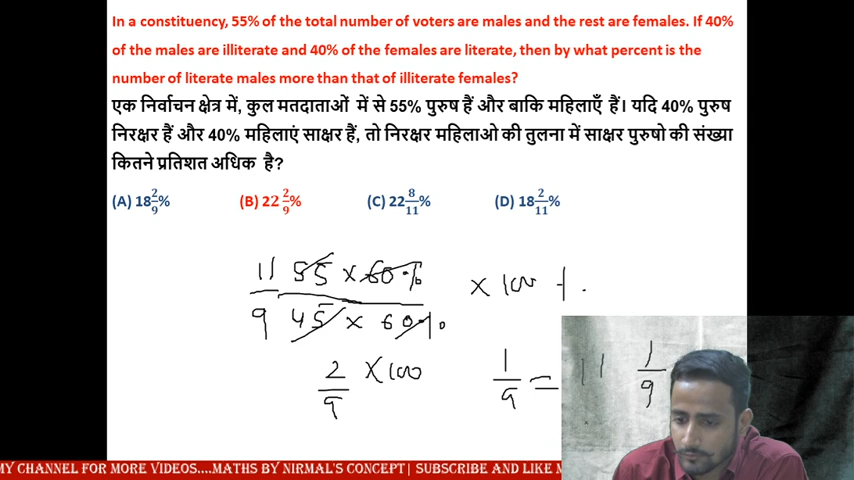 In a constituency, 55% of the total number of voters are males and the rest are females. If 40%
of the males are illiterate and 40% of the females are literate, then by what percent is the
number of literate males more than that of illiterate females?
एक निर्वाचन क्षेत्र में, कुल मतदाताओं में से 55% पुरुष हैं और बाकि महिलाएँ हैं। यदि 40% पुरुष
निरक्षर हैं और 40% महिलाएं साक्षर हैं, तो निरक्षर महिलाओ की तुलना में साक्षर पुरुषो की संख्या
कितने प्रतिशत अधिक है?
(A) 18 2/9% (B) 22 2/9% (C) 22 8/11% (D) 18 2/11%
11 55 × 60%
× 100
9 45 × 60%
2/9 × 100 1/9 = 11 1/9
MY CHANNEL FOR MORE VIDEOS....MATHS BY NIRMAL'S CONCEPT| SUBSCRIBE AND LIKE M